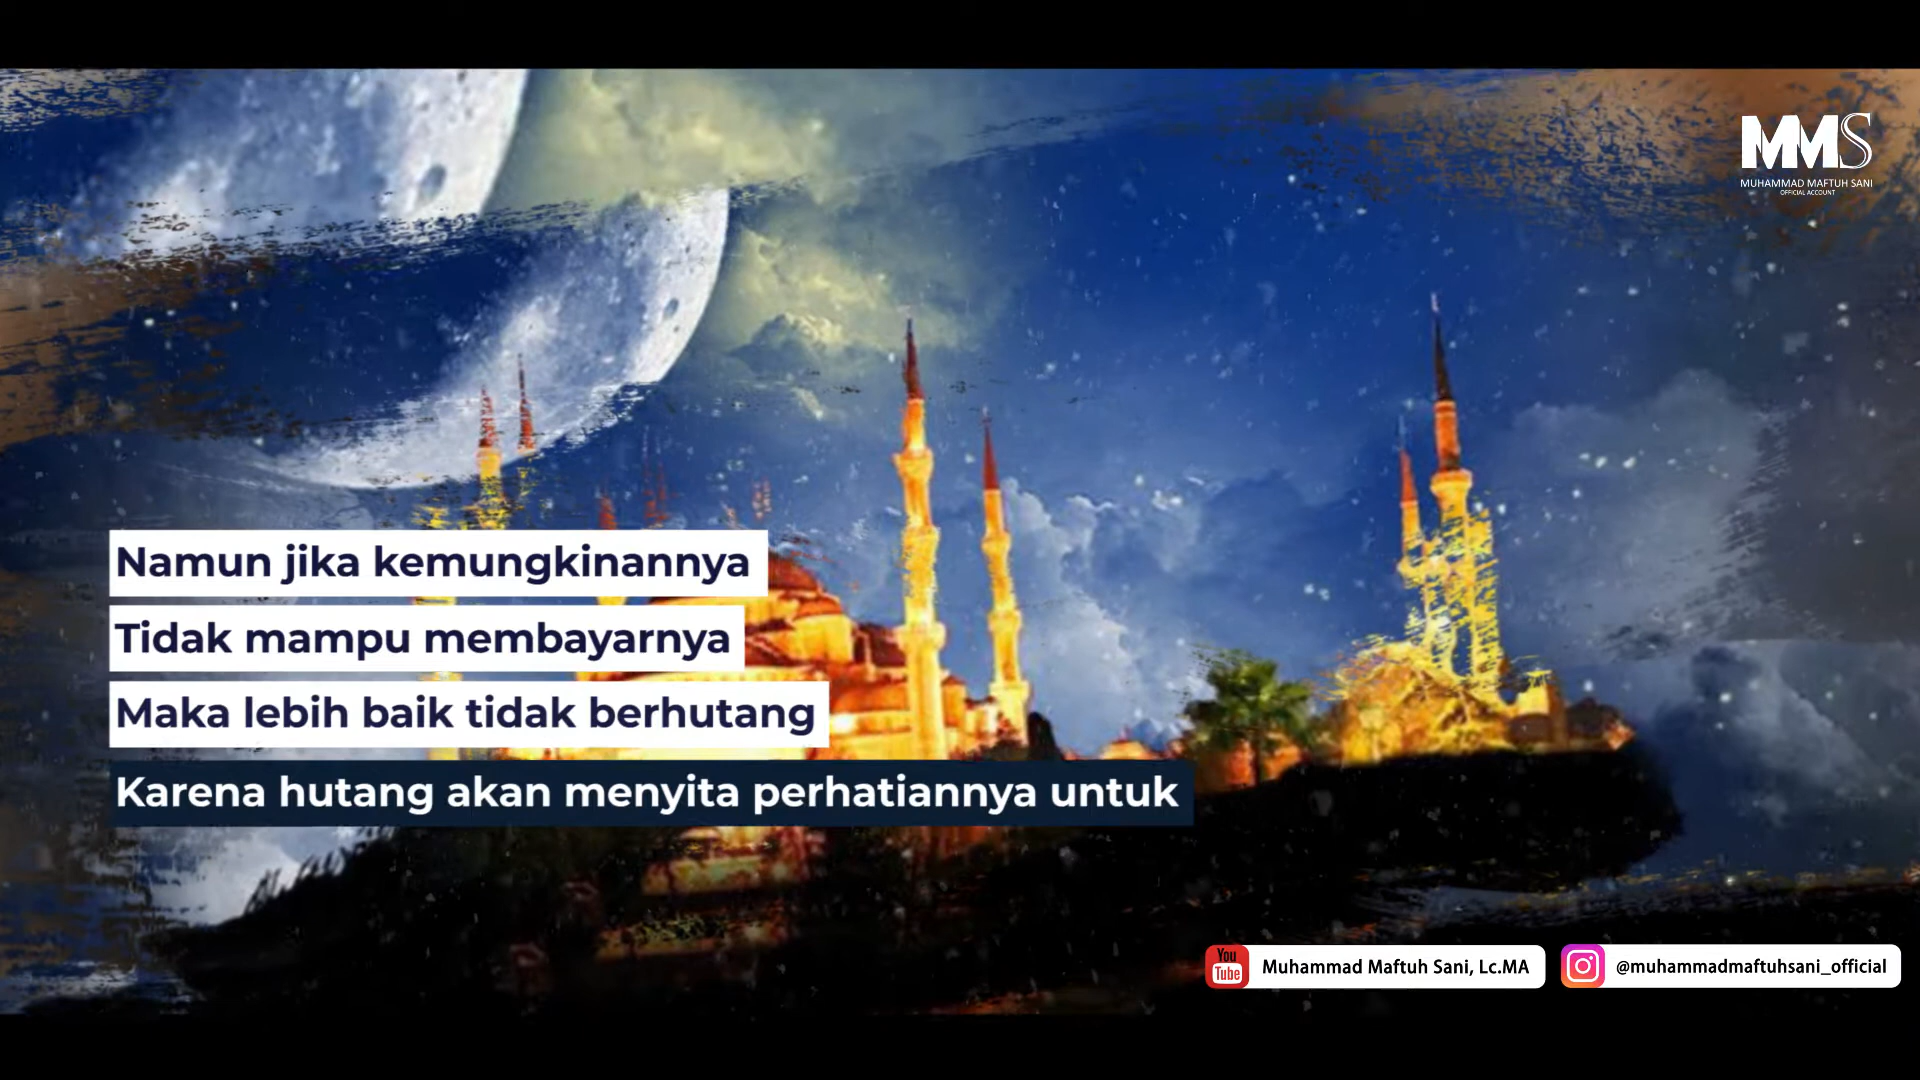 MMS
MUHAMMAD MAFTUH SANI
OFFICIAL ACCOUNT
Namun jika kemungkinannya
Tidak mampu membayarnya
Maka lebih baik tidak berhutang
Karena hutang akan menyita perhatiannya untuk
You Tube Muhammad Maftuh Sani, Lc.MA
@muhammadmaftuhsani_official